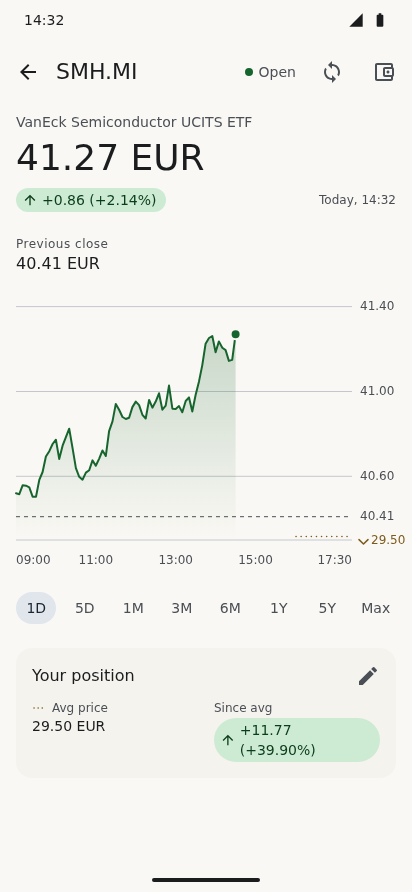 14:32
SMH.MI
Open
VanEck Semiconductor UCITS ETF
41.27 EUR
+0.86 (+2.14%)
Today, 14:32
Previous close
40.41 EUR
41.40
41.00
40.60
40.41
29.50
09:00 11:00 13:00 15:00 17:30
1D 5D 1M 3M 6M 1Y 5Y Max
Your position
Avg price
29.50 EUR
Since avg
+11.77
(+39.90%)